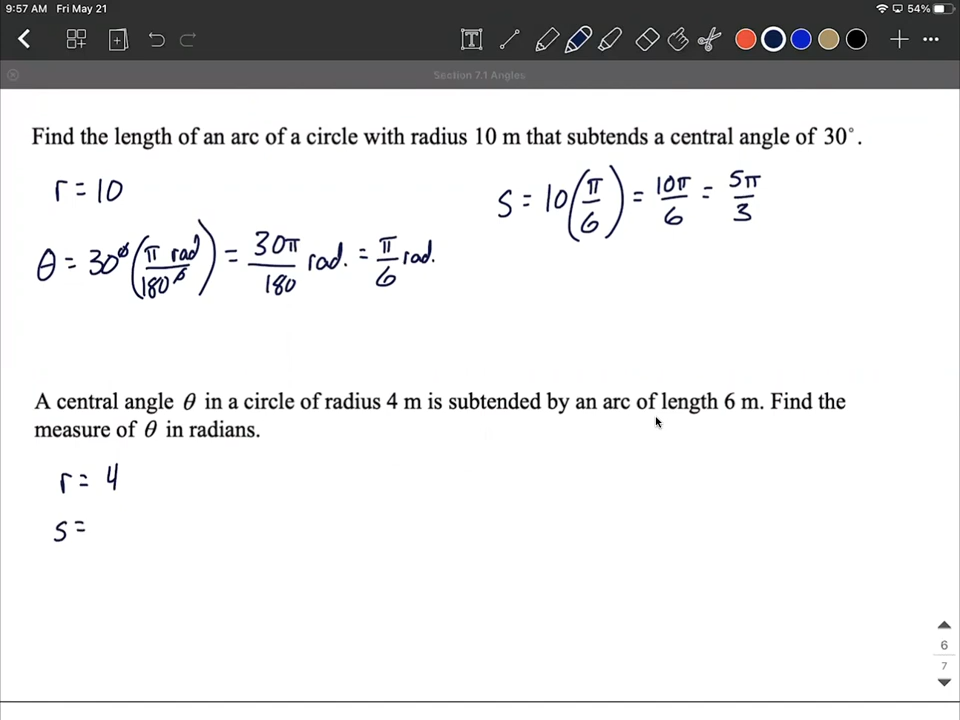 9:57 AM Fri May 21
54%
Section 7.1 Angles
Find the length of an arc of a circle with radius 10 m that subtends a central angle of 30°.
r = 10
s = 10(π/6) = 10π/6 = 5π/3
θ = 30°(π rad/180°) = 30π/180 rad. = π/6 rad.
A central angle θ in a circle of radius 4 m is subtended by an arc of length 6 m. Find the
measure of θ in radians.
r = 4
s =
6
7